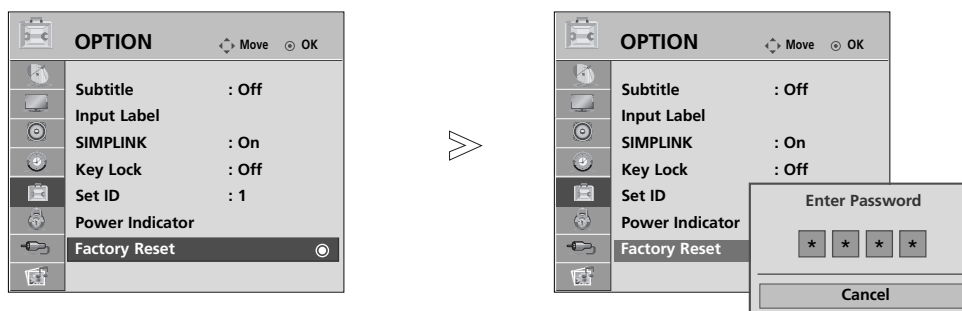 OPTION Move OK
Subtitle : Off
Input Label
SIMPLINK : On
Key Lock : Off
Set ID : 1
Power Indicator
Factory Reset
OPTION Move OK
Subtitle : Off
Input Label
SIMPLINK : On
Key Lock : Off
Set ID
Power Indicator
Factory Reset
Enter Password
* * * *
Cancel